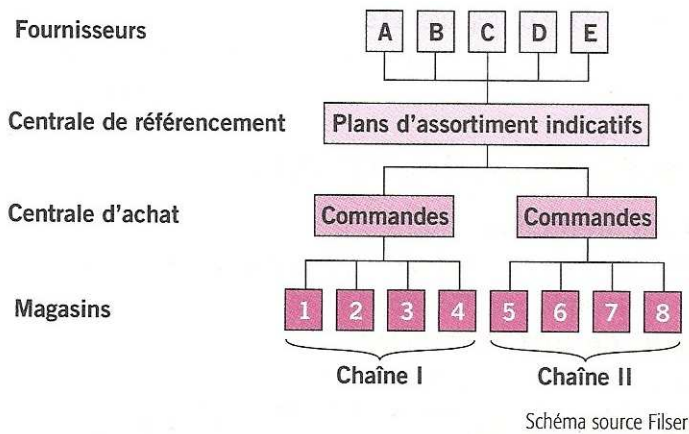 Fournisseurs A B C D E
Centrale de référencement Plans d'assortiment indicatifs
Centrale d'achat Commandes Commandes
Magasins 1 2 3 4 5 6 7 8
Chaîne I Chaîne II
Schéma source Filser